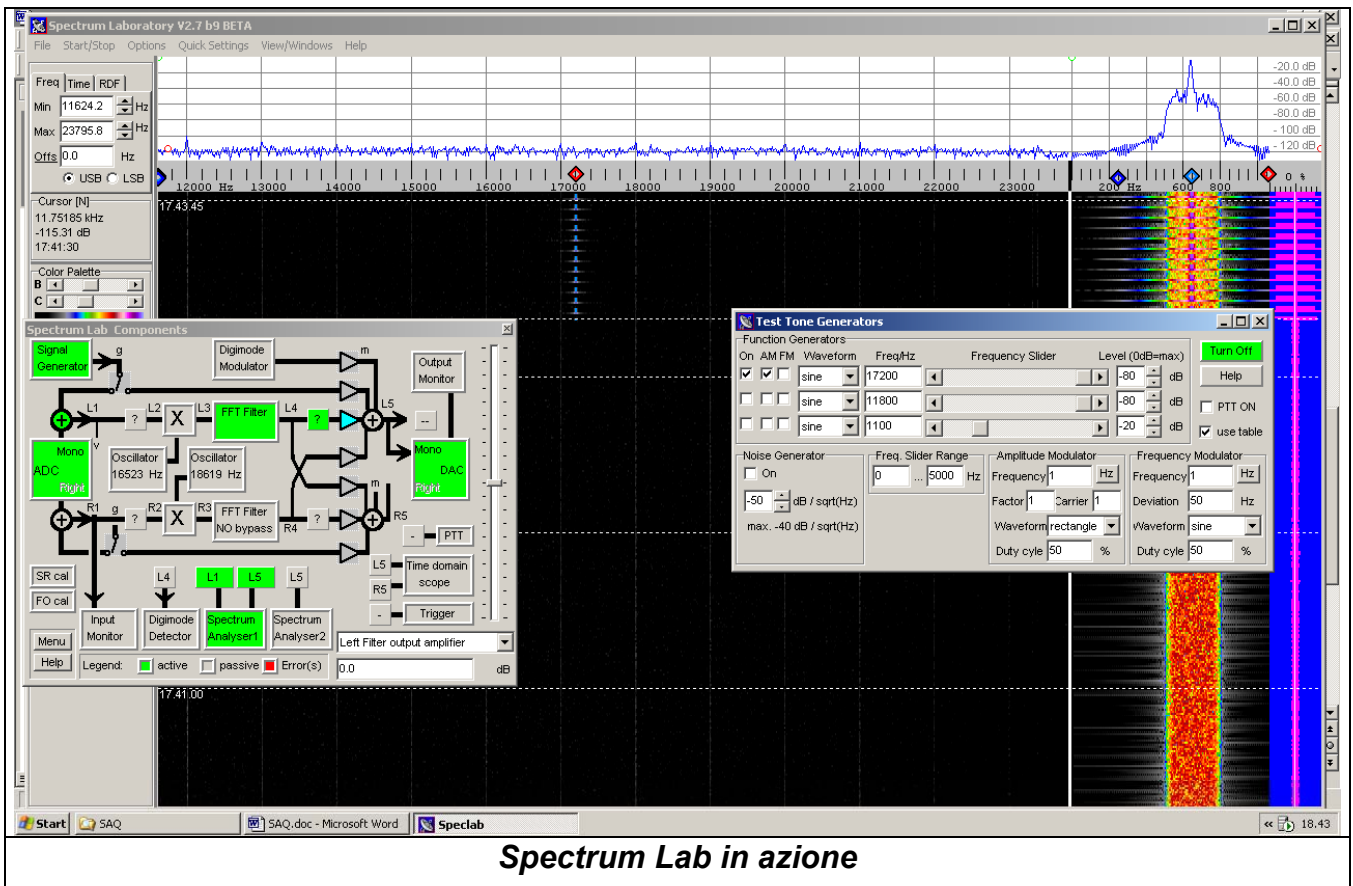 Spectrum Laboratory V2.7 b9 BETA
File Start/Stop Options Quick Settings View/Windows Help
Freq Time RDF
Min 11624.2 Hz
Max 23795.8 Hz
Offs 0.0 Hz
USB LSB
Cursor [N]
11.75185 kHz
-115.31 dB
17:41:30
Color Palette
B
C
-20.0 dB
-40.0 dB
-60.0 dB
-80.0 dB
- 100 dB
- 120 dB
12000 Hz 13000 14000 15000 16000 17000 18000 19000 20000 21000 22000 23000 200 Hz 600 800 0 %
17.43.45
Spectrum Lab Components
Signal Generator
g
Digimode Modulator
m
Output Monitor
L1 ? L2 X L3 FFT Filter L4 ? L5 --
Mono ADC Right
v
Oscillator 16523 Hz
Oscillator 18619 Hz
Mono DAC Right
R1 g ? R2 X R3 FFT Filter NO bypass R4 ? m R5
- PTT
L5 R5 Time domain scope
- Trigger
SR cal
FO cal
L4 L1 L5 L5
Input Monitor
Digimode Detector
Spectrum Analyser1
Spectrum Analyser2
Menu
Help
Left Filter output amplifier
Legend: active passive Error(s) 0.0 dB
Test Tone Generators
Function Generators
On AM FM Waveform Freq/Hz Frequency Slider Level (0dB=max)
sine 17200 -80 dB
sine 11800 -80 dB
sine 1100 -20 dB
Turn Off
Help
PTT ON
use table
Noise Generator
On
-50 dB / sqrt(Hz)
max. -40 dB / sqrt(Hz)
Freq. Slider Range
0 ... 5000 Hz
Amplitude Modulator
Frequency 1 Hz
Factor 1 Carrier 1
Waveform rectangle
Duty cyle 50 %
Frequency Modulator
Frequency 1 Hz
Deviation 50 Hz
Waveform sine
Duty cyle 50 %
17.41.00
Start SAQ SAQ.doc - Microsoft Word Speclab « 18.43
Spectrum Lab in azione